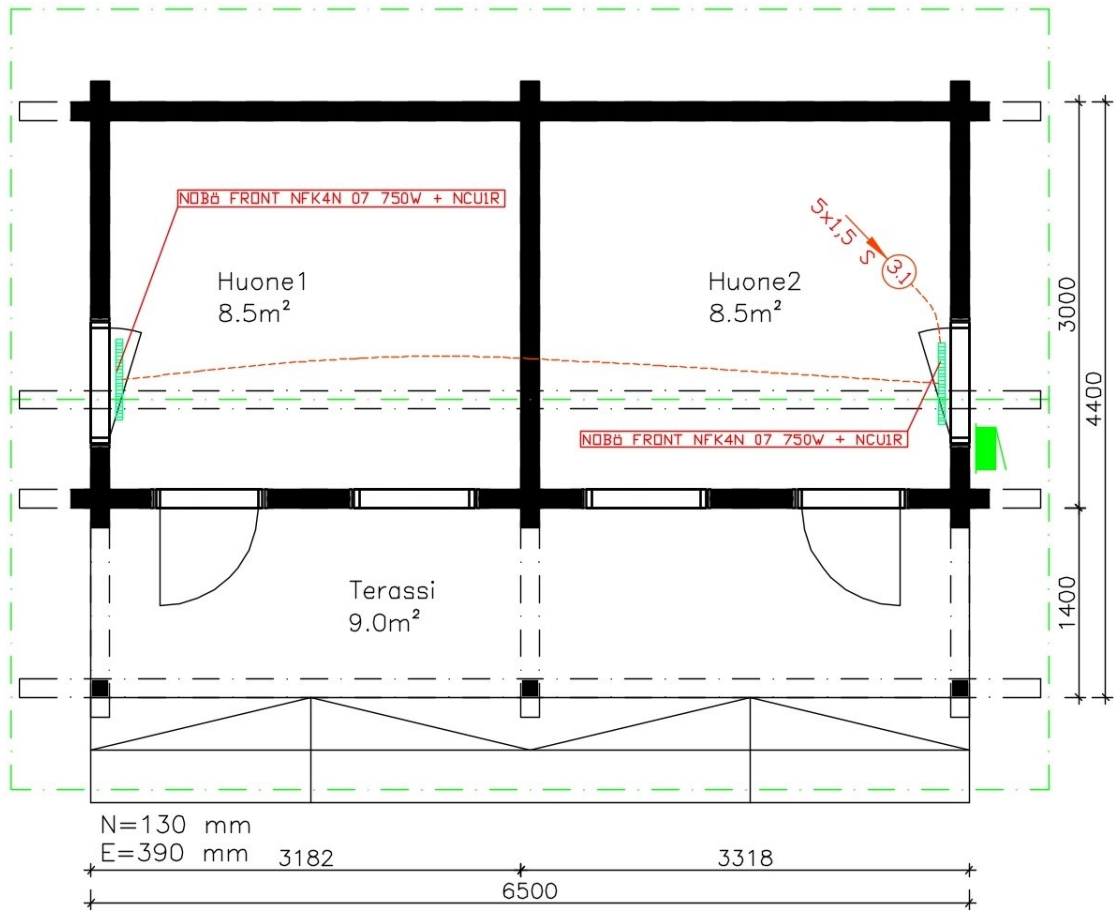 NOBö FRONT NFK4N 07 750W + NCU1R
5x1,5 S
3.1
Huone1
8.5m²
Huone2
8.5m²
3000
4400
NOBö FRONT NFK4N 07 750W + NCU1R
Terassi
9.0m²
1400
N=130 mm
E=390 mm
3182
3318
6500